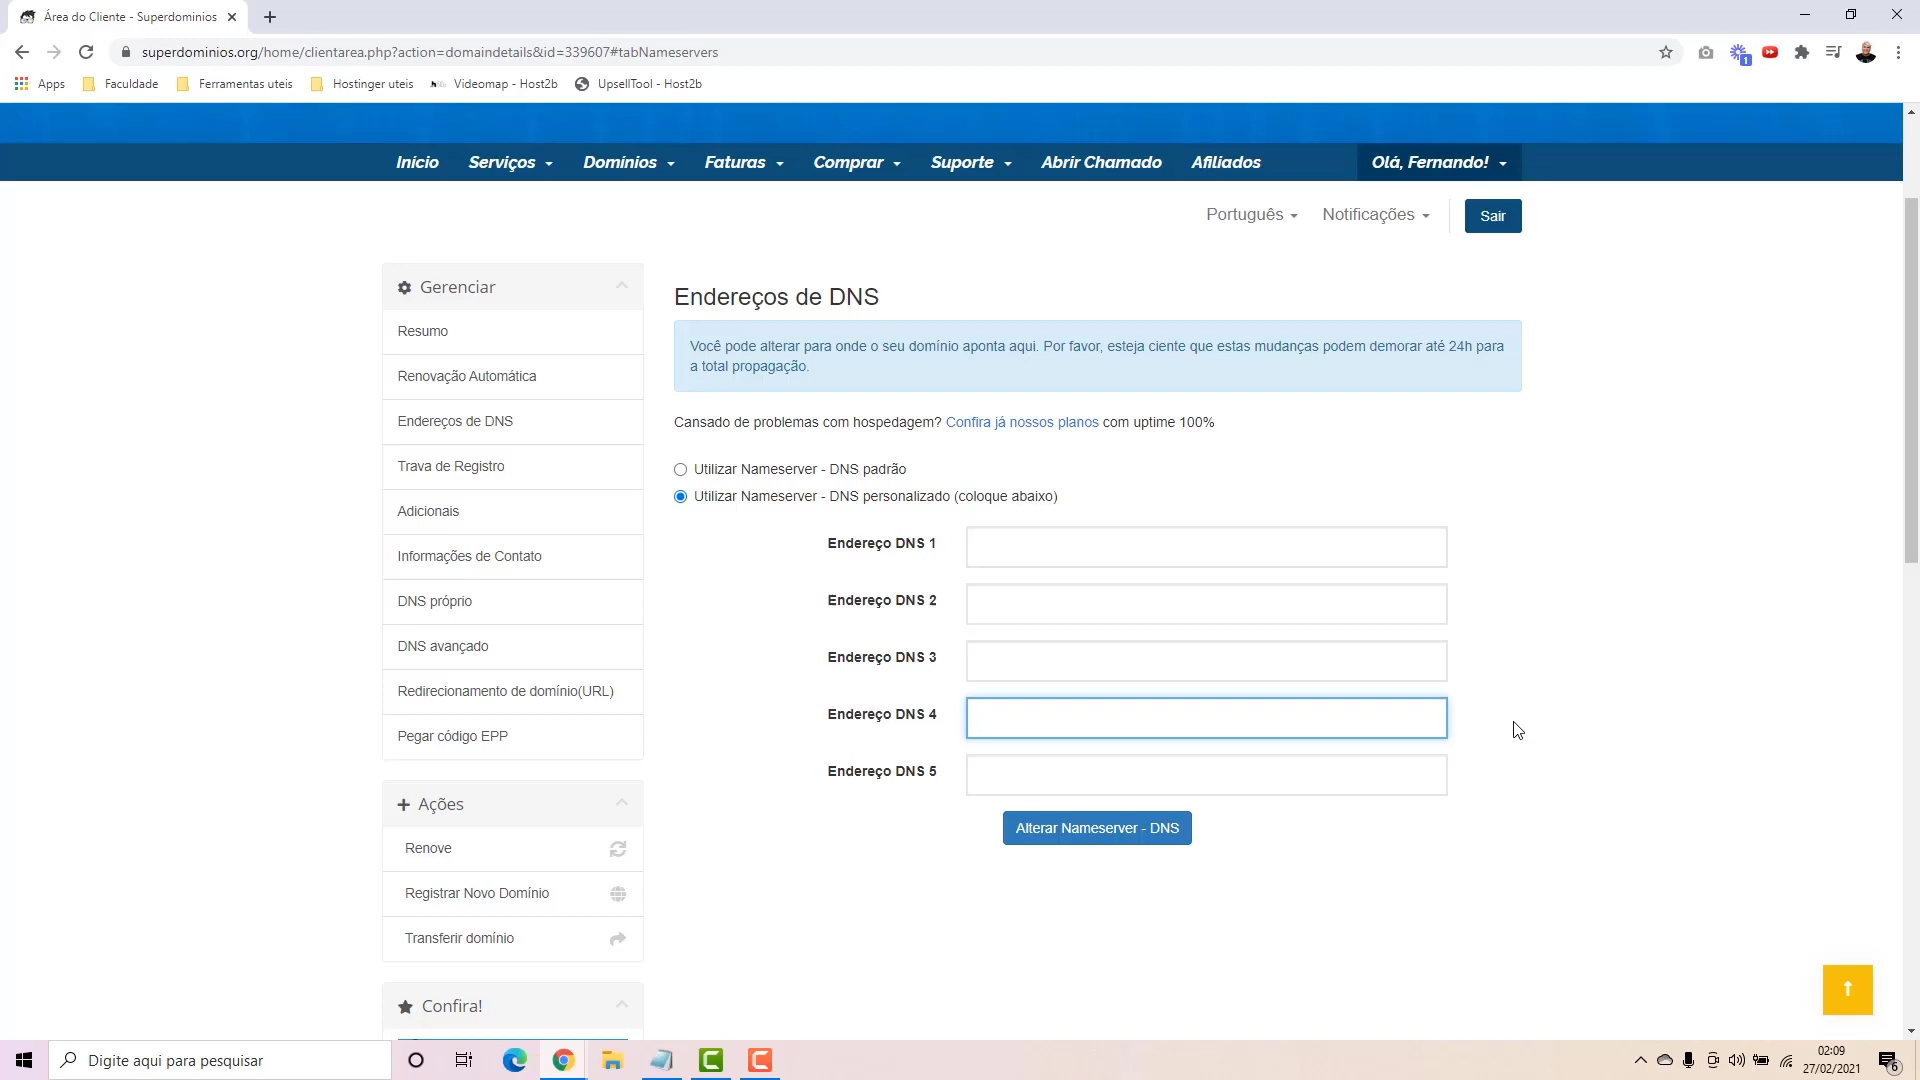 Área do Cliente - Superdominios
superdominios.org/home/clientarea.php?action=domaindetails&id=339607#tabNameservers
1
Apps
Faculdade
Ferramentas uteis
Hostinger uteis
Videomap - Host2b
UpsellTool - Host2b
Início
Serviços
Domínios
Faturas
Comprar
Suporte
Abrir Chamado
Afiliados
Olá, Fernando!
Português
Notificações
Sair
Gerenciar
Resumo
Renovação Automática
Endereços de DNS
Trava de Registro
Adicionais
Informações de Contato
DNS próprio
DNS avançado
Redirecionamento de domínio(URL)
Pegar código EPP
Ações
Renove
Registrar Novo Domínio
Transferir domínio
Confira!
Endereços de DNS
Você pode alterar para onde o seu domínio aponta aqui. Por favor, esteja ciente que estas mudanças podem demorar até 24h para
a total propagação.
Cansado de problemas com hospedagem? Confira já nossos planos com uptime 100%
Utilizar Nameserver - DNS padrão
Utilizar Nameserver - DNS personalizado (coloque abaixo)
Endereço DNS 1
Endereço DNS 2
Endereço DNS 3
Endereço DNS 4
Endereço DNS 5
Alterar Nameserver - DNS
Digite aqui para pesquisar
02:09
27/02/2021
6